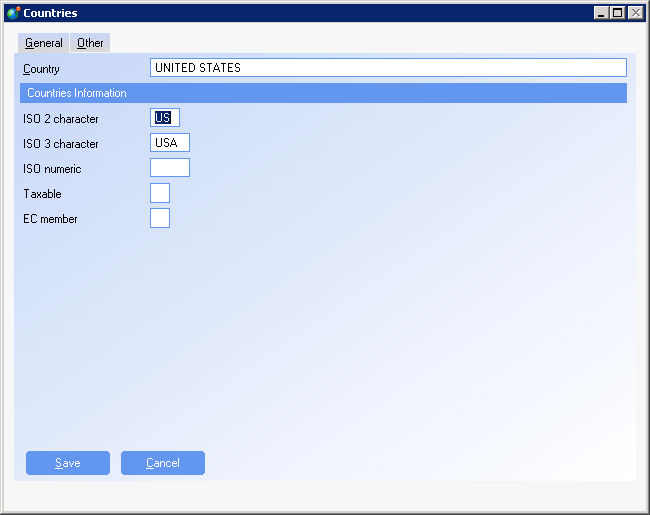 Countries
General Other
Country UNITED STATES
Countries Information
ISO 2 character US
ISO 3 character USA
ISO numeric
Taxable
EC member
Save Cancel